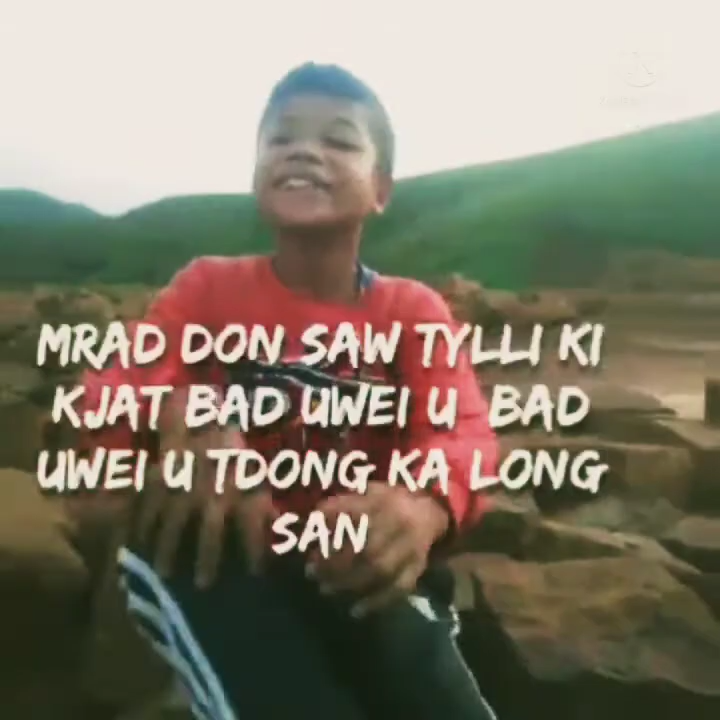 MRAD DON SAW TYLLI KI
KJAT BAD UWEI U BAD
UWEI U TDONG KA LONG
SAN